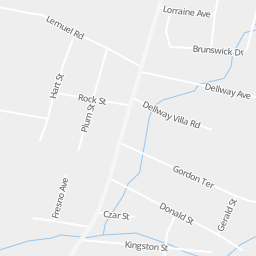 Lorraine Ave
Lemuel Rd
Brunswick Dr
Hart St
Dellway Ave
Rock St
Plum St
Dellway Villa Rd
Gordon Ter
Fresno Ave
Czar St
Donald St
Gerald St
Kingston St